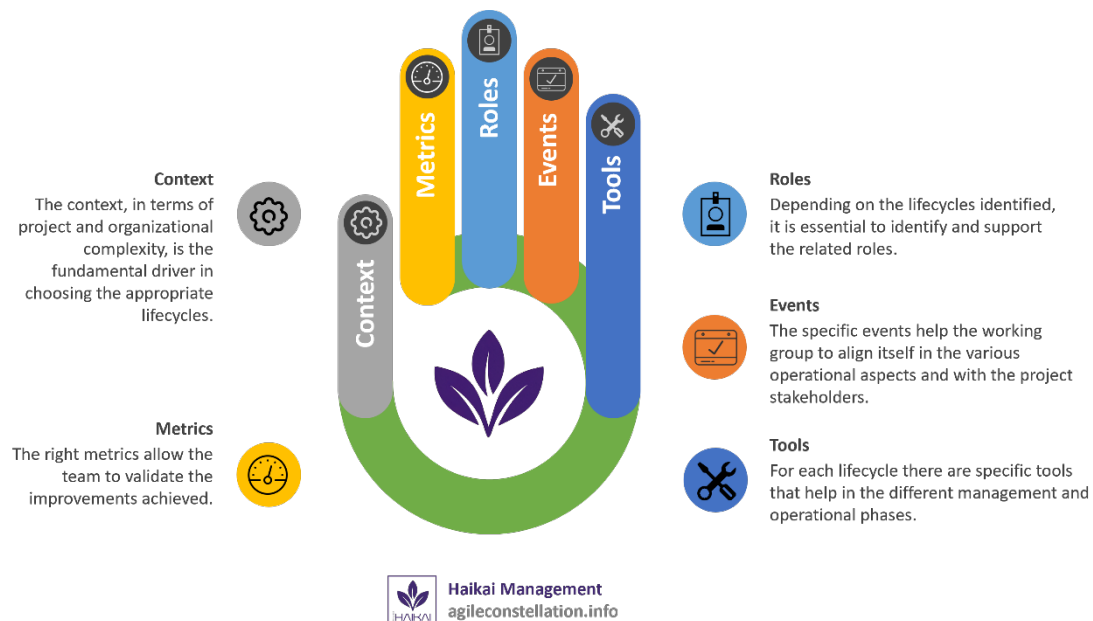 Context
Metrics
Roles
Events
Tools
Context
The context, in terms of
project and organizational
complexity, is the
fundamental driver in
choosing the appropriate
lifecycles.
Metrics
The right metrics allow the
team to validate the
improvements achieved.
Roles
Depending on the lifecycles identified,
it is essential to identify and support
the related roles.
Events
The specific events help the working
group to align itself in the various
operational aspects and with the project
stakeholders.
Tools
For each lifecycle there are specific tools
that help in the different management and
operational phases.
HAIKAI
Haikai Management
agileconstellation.info